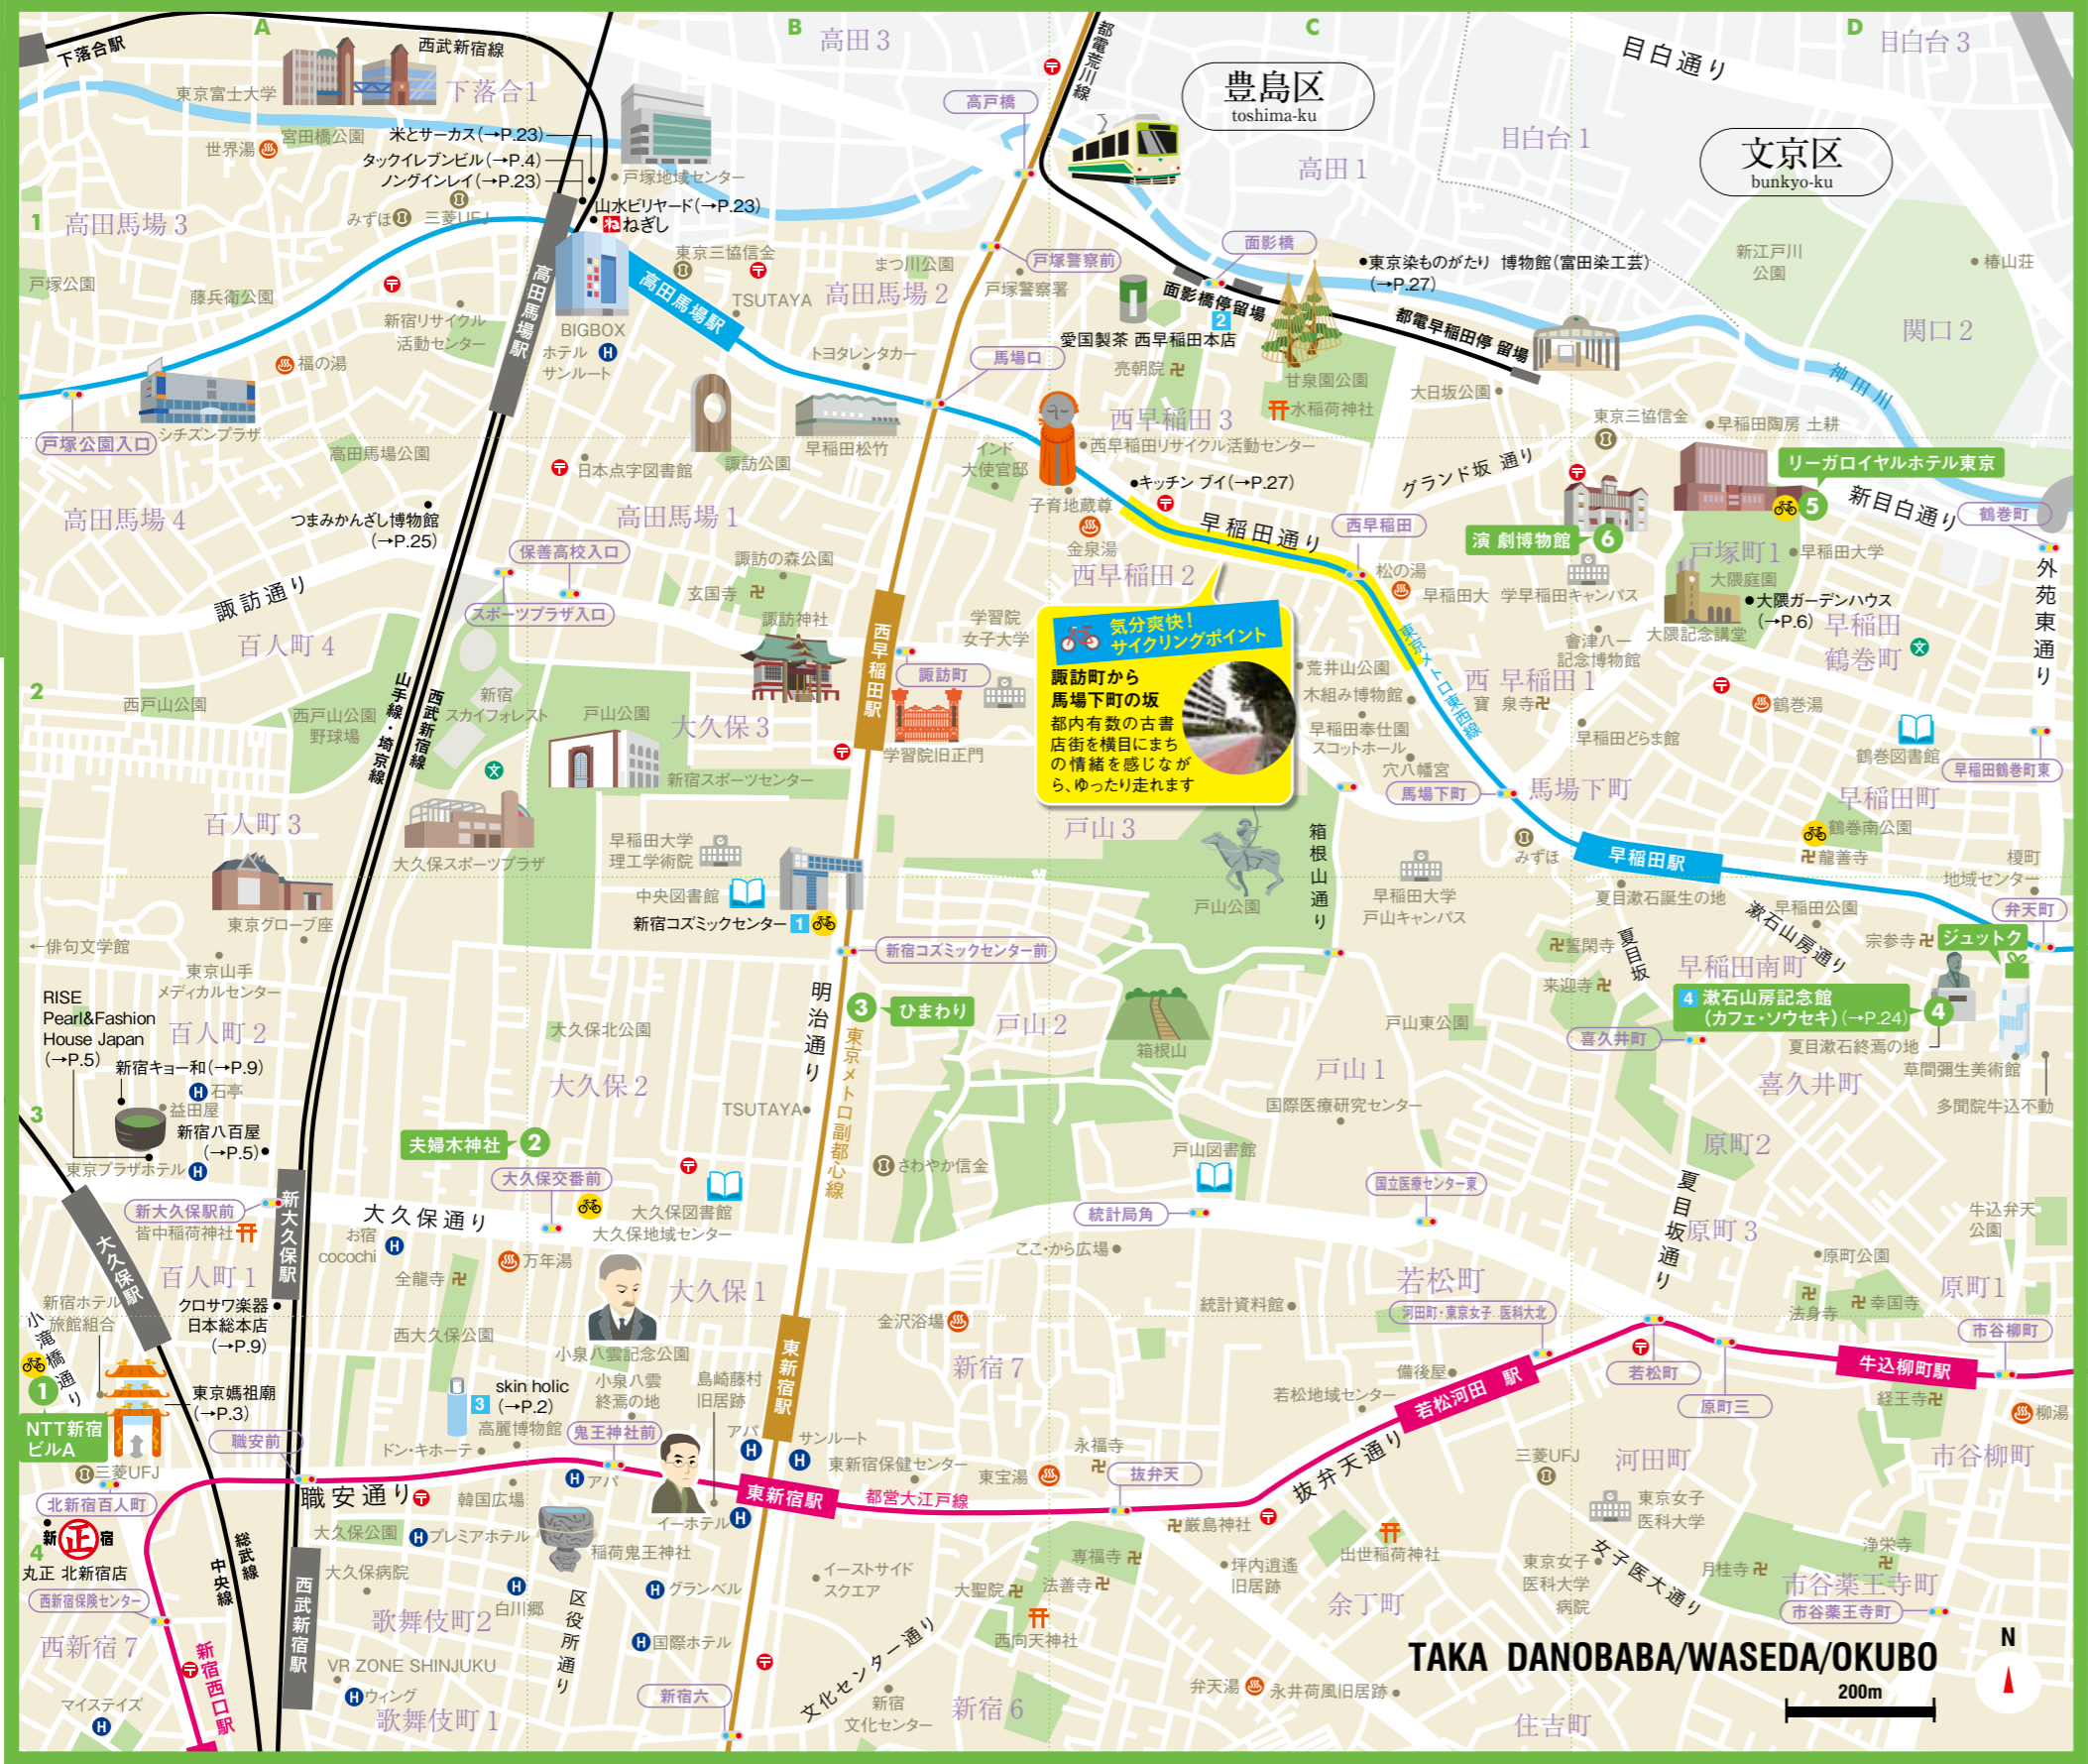 A
B
C
D
下落合駅
西武新宿線
高田 3
都電荒川線
豊島区
toshima-ku
目白通り
目白台 3
東京富士大学
下落合1
高戸橋
目白台 1
文京区
bunkyo-ku
宮田橋公園
世界湯
米とサーカス(→P.23)
タックイレブンビル(→P.4)
ノングインレイ(→P.23)
戸塚地域センター
高田 1
1
高田馬場 3
みずほ
三菱UFJ
山水ビリヤード(→P.23)
ね ねぎし
東京三協信金
まつ川公園
戸塚警察前
戸塚警察署
面影橋
東京染ものがたり 博物館(富田染工芸)
(→P.27)
新江戸川
公園
椿山荘
戸塚公園
藤兵衛公園
新宿リサイクル
活動センター
高田馬場駅
高田馬場駅
TSUTAYA
高田馬場 2
面影橋停留場
2
愛国製茶 西早稲田本店
都電早稲田停 留場
関口 2
BIGBOX
ホテル
サンルート
H
福の湯
トヨタレンタカー
馬場口
亮朝院
甘泉園公園
水稲荷神社
大日坂公園
神田川
戸塚公園入口
シチズンプラザ
高田馬場公園
日本点字図書館
諏訪公園
早稲田松竹
インド
大使官邸
西早稲田 3
西早稲田リサイクル活動センター
東京三協信金
早稲田陶房 土耕
リーガロイヤルホテル東京
5
新目白通り
鶴巻町
高田馬場 4
つまみかんざし博物館
(→P.25)
高田馬場 1
子育地蔵尊
キッチン ブイ(→P.27)
グランド坂 通り
早稲田通り
西早稲田
演 劇博物館
6
戸塚町1
早稲田大学
保善高校入口
諏訪の森公園
金泉湯
西早稲田 2
松の湯
早稲田大 学早稲田キャンパス
大隈庭園
大隈ガーデンハウス
(→P.6)
大隈記念講堂
早稲田
鶴巻町
文
外苑東通り
諏訪通り
スポーツプラザ入口
玄国寺
諏訪神社
西早稲田駅
学習院
女子大学
諏訪町
気分爽快!
サイクリングポイント
諏訪町から
馬場下町の坂
都内有数の古書
店街を横目にまち
の情緒を感じなが
ら、ゆったり走れます
東京メトロ東西線
會津八一
記念博物館
荒井山公園
木組み博物館
西 早稲田 1
寶 泉寺
早稲田奉仕園
スコットホール
早稲田どらま館
鶴巻湯
鶴巻図書館
早稲田鶴巻町東
百人町 4
2
西戸山公園
西戸山公園
野球場
山手線・埼京線
西武新宿線
新宿
スカイフォレスト
戸山公園
大久保 3
新宿スポーツセンター
学習院旧正門
文
穴八幡宮
馬場下町
馬場下町
早稲田町
鶴巻南公園
百人町 3
大久保スポーツプラザ
早稲田大学
理工学術院
戸山 3
箱根山通り
みずほ
早稲田駅
龍善寺
榎町
地域センター
東京グローブ座
中央図書館
新宿コズミックセンター
1
戸山公園
早稲田大学
戸山キャンパス
夏目漱石誕生の地
早稲田公園
漱石山房通り
弁天町
←俳句文学館
東京山手
メディカルセンター
新宿コズミックセンター前
誓閑寺
夏目坂
早稲田南町
宗参寺
ジュットク
RISE
Pearl&Fashion
House Japan
(→P.5)
百人町 2
大久保北公園
明治通り
3
ひまわり
東京メトロ副都心線
戸山 2
箱根山
戸山東公園
来迎寺
4
漱石山房記念館
(カフェ・ソウセキ)(→P.24)
4
喜久井町
夏目漱石終焉の地
草間彌生美術館
新宿キョー和(→P.9)
H
石亭
益田屋
新宿八百屋
(→P.5)
大久保 2
TSUTAYA
戸山 1
国際医療研究センター
喜久井町
多聞院牛込不動
3
東京プラザホテル
H
夫婦木神社
2
大久保交番前
さわやか信金
戸山図書館
国立医療センター東
原町2
新大久保駅前
皆中稲荷神社
新大久保駅
大久保通り
大久保図書館
大久保地域センター
統計局角
夏目坂通り
原町 3
牛込弁天
公園
大久保駅
お宿
cocochi
H
全龍寺
万年湯
ここ・から広場
原町公園
百人町 1
大久保 1
若松町
原町1
クロサワ楽器
日本総本店
(→P.9)
新宿ホテル
旅館組合
小滝橋通り
統計資料館
河田町・東京女子 医科大北
法身寺
幸国寺
西大久保公園
小泉八雲記念公園
金沢浴場
市谷柳町
1
NTT新宿
ビルA
東京媽祖廟
(→P.3)
3
skin holic
(→P.2)
高麗博物館
小泉八雲
終焉の地
島崎藤村
旧居跡
東新宿駅
新宿 7
備後屋
若松地域センター
若松河田 駅
若松町
原町三
牛込柳町駅
経王寺
柳湯
職安前
ドン・キホーテ
鬼王神社前
アパ
H
サンルート
H
東新宿保健センター
永福寺
東宝湯
抜弁天
抜弁天通り
三菱UFJ
河田町
市谷柳町
三菱UFJ
北新宿百人町
職安通り
韓国広場
H
アパ
東新宿駅
都営大江戸線
東京女子
医科大学
新 正 宿
丸正 北新宿店
4
総武線
中央線
大久保公園
H
プレミアホテル
イーホテル
H
稲荷鬼王神社
厳島神社
出世稲荷神社
女子医大通り
浄栄寺
西新宿保険センター
西武新宿駅
大久保病院
H
白川郷
H
グランベル
イーストサイド
スクエア
専福寺
大聖院
法善寺
坪内逍遙
旧居跡
東京女子
医科大学
病院
月桂寺
市谷薬王寺町
市谷薬王寺町
歌舞伎町2
区役所通り
余丁町
西新宿 7
新宿西口駅
VR ZONE SHINJUKU
H
国際ホテル
文化センター通り
西向天神社
TAKA DANOBABA/WASEDA/OKUBO
N
200m
マイステイズ
H
H
ウィング
歌舞伎町 1
新宿六
新宿
文化センター
新宿 6
弁天湯
永井荷風旧居跡
住吉町